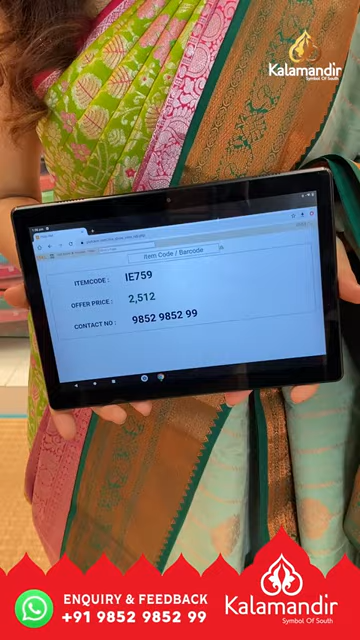 Kalamandir
Symbol Of South
Item Code / Barcode
ITEMCODE : IE759
OFFER PRICE : 2,512
CONTACT NO : 9852 9852 99
ENQUIRY & FEEDBACK
+91 9852 9852 99
Kalamandir
Symbol Of South